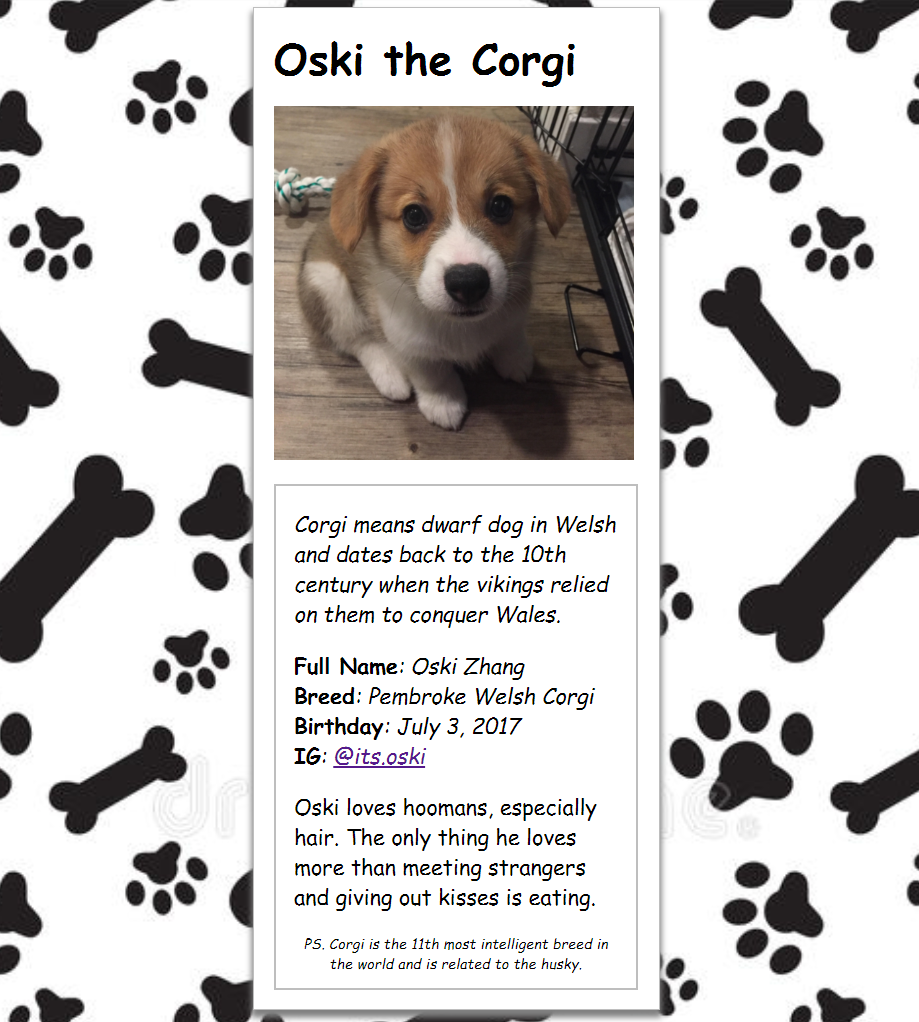 Oski the Corgi
Corgi means dwarf dog in Welsh
and dates back to the 10th
century when the vikings relied
on them to conquer Wales.
Full Name: Oski Zhang
Breed: Pembroke Welsh Corgi
Birthday: July 3, 2017
IG: @its.oski
Oski loves hoomans, especially
hair. The only thing he loves
more than meeting strangers
and giving out kisses is eating.
PS. Corgi is the 11th most intelligent breed in
the world and is related to the husky.